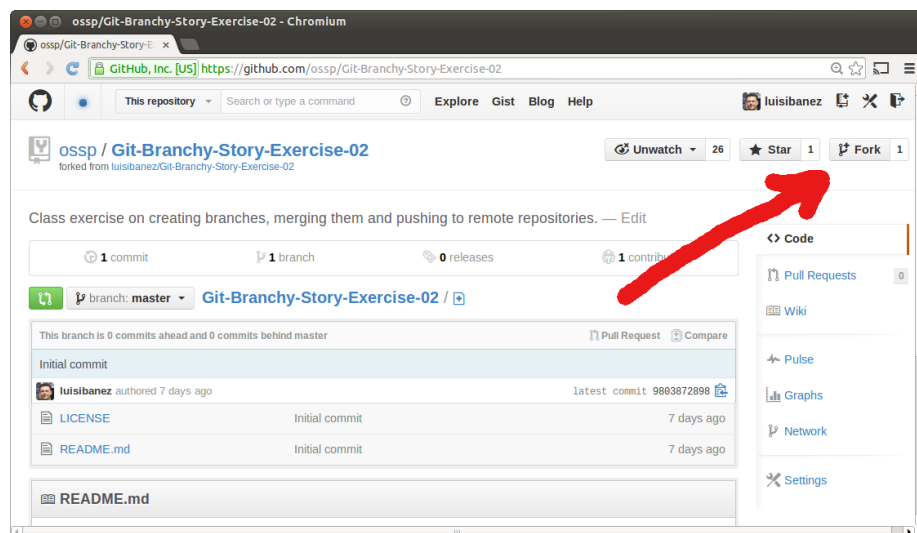 ossp/Git-Branchy-Story-Exercise-02 - Chromium
ossp/Git-Branchy-Story-E
GitHub, Inc. [US] https://github.com/ossp/Git-Branchy-Story-Exercise-02
This repository Search or type a command Explore Gist Blog Help luisibanez
ossp / Git-Branchy-Story-Exercise-02 Unwatch 26 Star 1 Fork 1
forked from luisibanez/Git-Branchy-Story-Exercise-02
Class exercise on creating branches, merging them and pushing to remote repositories. — Edit
1 commit 1 branch 0 releases 1
branch: master Git-Branchy-Story-Exercise-02 /
This branch is 0 commits ahead and 0 commits behind master Pull Request Compare
Initial commit
luisibanez authored 7 days ago latest commit 9803872898
LICENSE Initial commit 7 days ago
README.md Initial commit 7 days ago
README.md
Code
Pull Requests 0
Wiki
Pulse
Graphs
Network
Settings